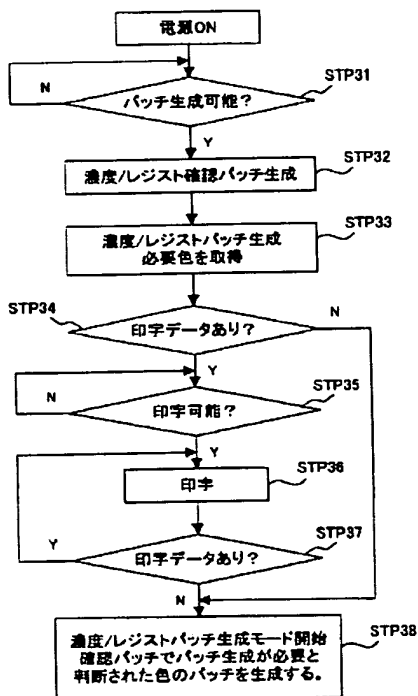 電源ON
パッチ生成可能?
STP31
N
Y
濃度/レジスト確認パッチ生成
STP32
濃度/レジストパッチ生成
必要色を取得
STP33
STP34
印字データあり?
N
Y
印字可能?
STP35
N
Y
印字
STP36
印字データあり?
STP37
Y
N
濃度/レジストパッチ生成モード開始
確認パッチでパッチ生成が必要と
判断された色のパッチを生成する。
STP38